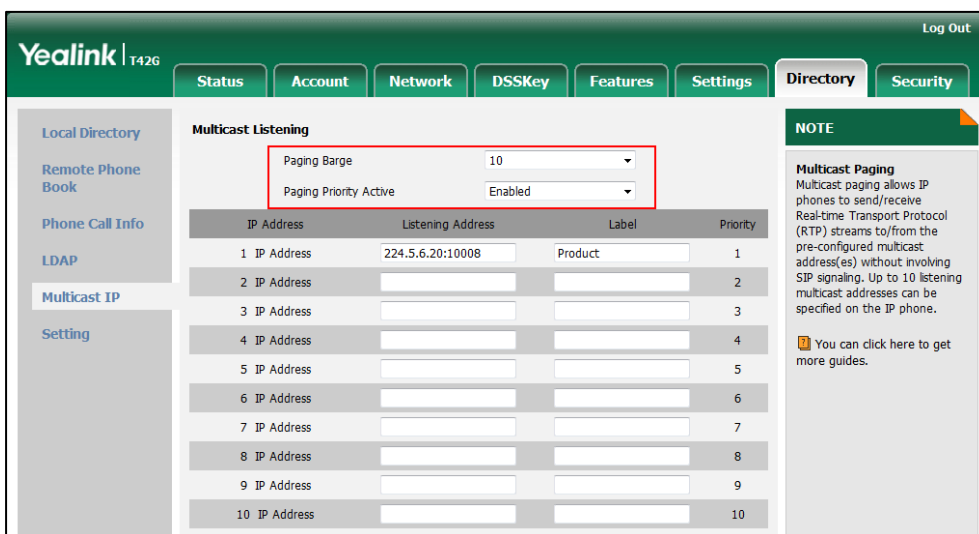 Log Out
Yealink T42G
Status Account Network DSSKey Features Settings Directory Security
Local Directory
Remote Phone
Book
Phone Call Info
LDAP
Multicast IP
Setting
Multicast Listening
Paging Barge 10
Paging Priority Active Enabled
IP Address Listening Address Label Priority
1 IP Address 224.5.6.20:10008 Product 1
2 IP Address 2
3 IP Address 3
4 IP Address 4
5 IP Address 5
6 IP Address 6
7 IP Address 7
8 IP Address 8
9 IP Address 9
10 IP Address 10
NOTE
Multicast Paging
Multicast paging allows IP
phones to send/receive
Real-time Transport Protocol
(RTP) streams to/from the
pre-configured multicast
address(es) without involving
SIP signaling. Up to 10 listening
multicast addresses can be
specified on the IP phone.
? You can click here to get
more guides.